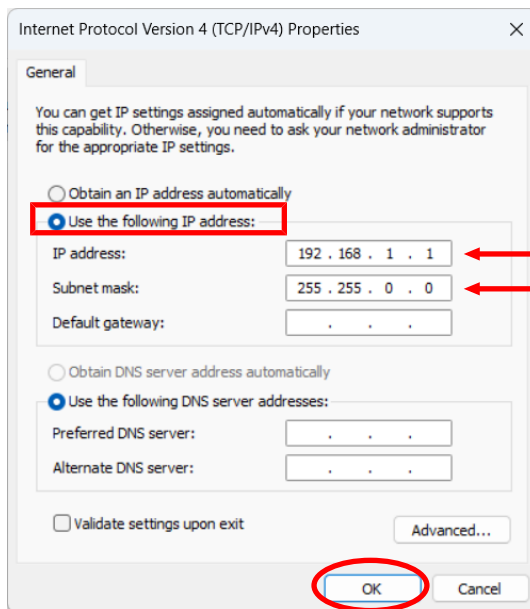 Internet Protocol Version 4 (TCP/IPv4) Properties
General
You can get IP settings assigned automatically if your network supports
this capability. Otherwise, you need to ask your network administrator
for the appropriate IP settings.
Obtain an IP address automatically
Use the following IP address:
IP address: 192 . 168 . 1 . 1
Subnet mask: 255 . 255 . 0 . 0
Default gateway: . . .
Obtain DNS server address automatically
Use the following DNS server addresses:
Preferred DNS server: . . .
Alternate DNS server: . . .
Validate settings upon exit
Advanced...
OK Cancel